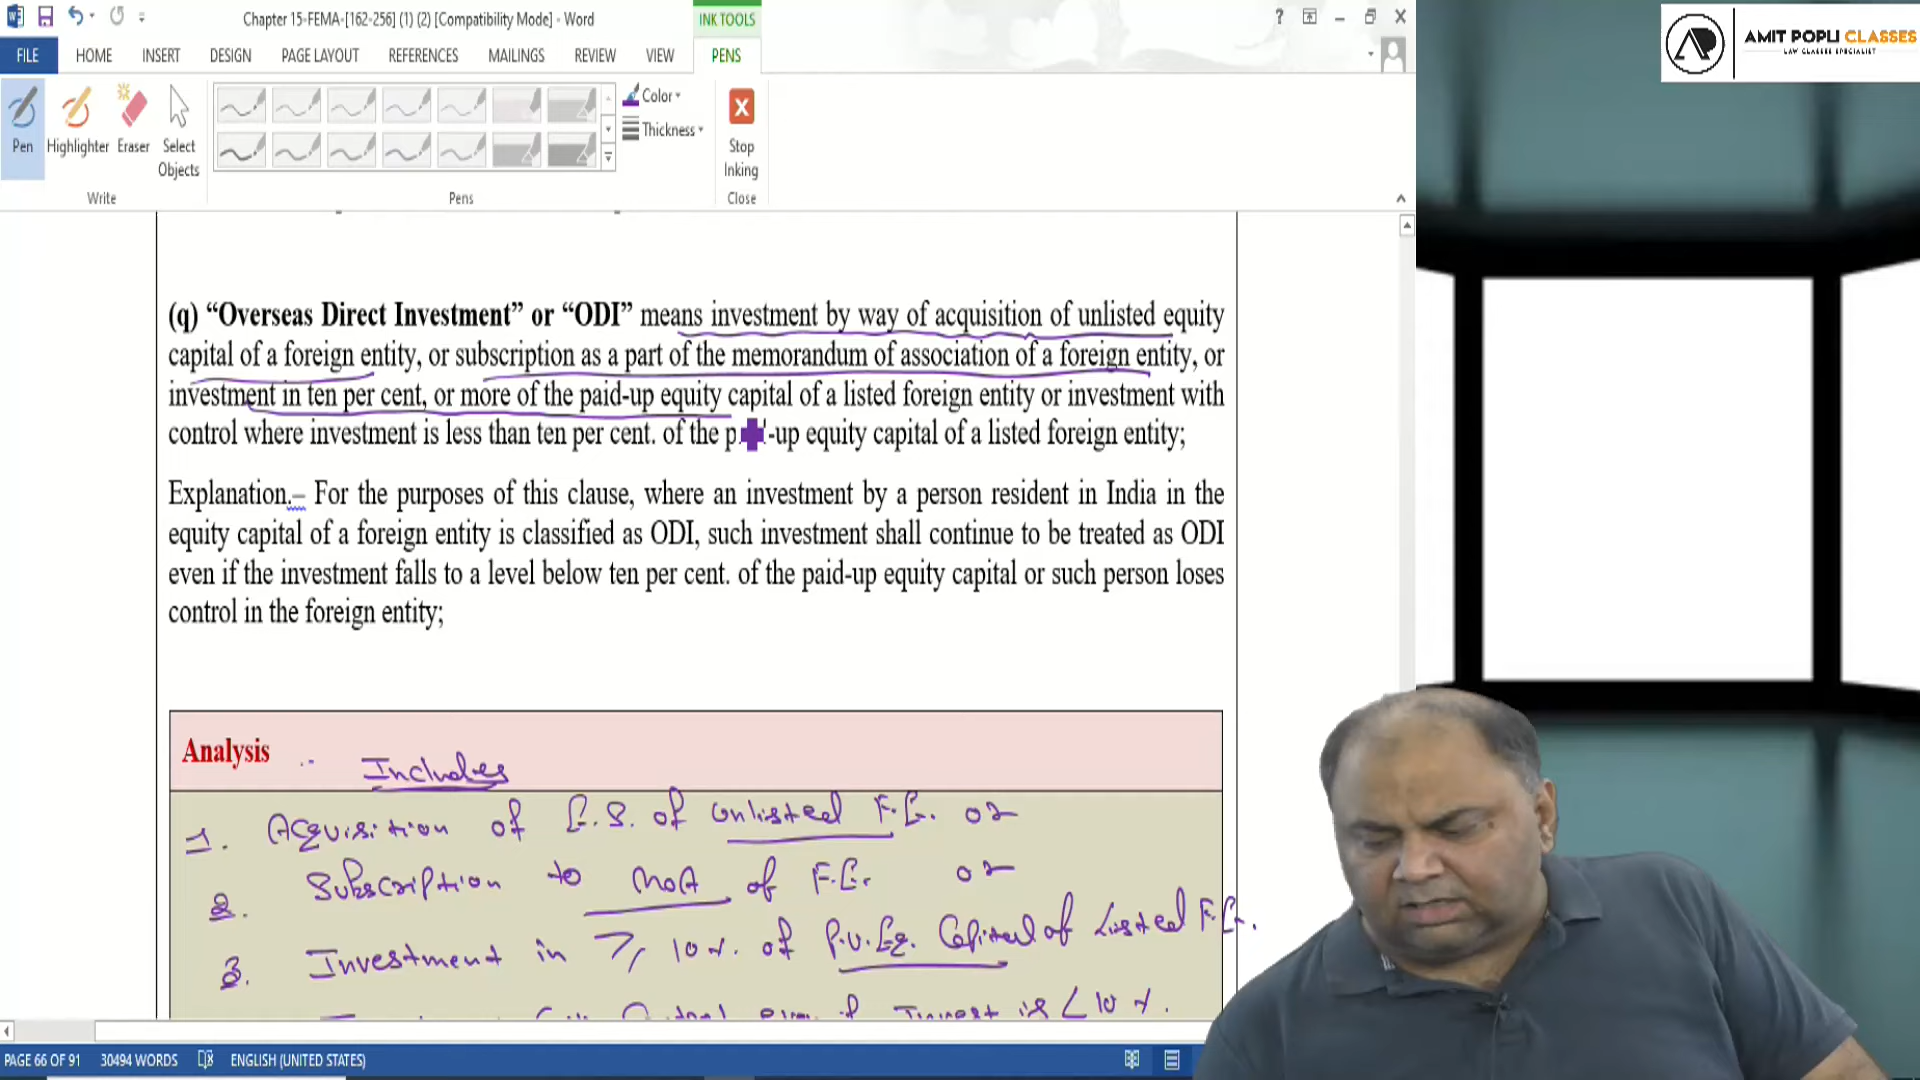 Chapter 15-FEMA-[162-256] (1) (2) [Compatibility Mode] - Word
INK TOOLS
FILE HOME INSERT DESIGN PAGE LAYOUT REFERENCES MAILINGS REVIEW VIEW PENS
AMIT POPLI CLASSES
LAW CLASSES SPECIALIST
Pen Highlighter Eraser Select Objects
Color
Thickness
Stop Inking
Write Pens Close
(q) “Overseas Direct Investment” or “ODI” means investment by way of acquisition of unlisted equity
capital of a foreign entity, or subscription as a part of the memorandum of association of a foreign entity, or
investment in ten per cent, or more of the paid-up equity capital of a listed foreign entity or investment with
control where investment is less than ten per cent. of the p -up equity capital of a listed foreign entity;
Explanation.– For the purposes of this clause, where an investment by a person resident in India in the
equity capital of a foreign entity is classified as ODI, such investment shall continue to be treated as ODI
even if the investment falls to a level below ten per cent. of the paid-up equity capital or such person loses
control in the foreign entity;
Analysis
Includes
1. Acquisition of E.S. of Unlisted F.E. or
2. Subscription to MOA of F.E. or
3. Investment in ≥ 10 %. of P.U. Eq. Capital of Listed F.E.
Invest is < 10 %.
PAGE 66 OF 91 30494 WORDS ENGLISH (UNITED STATES)